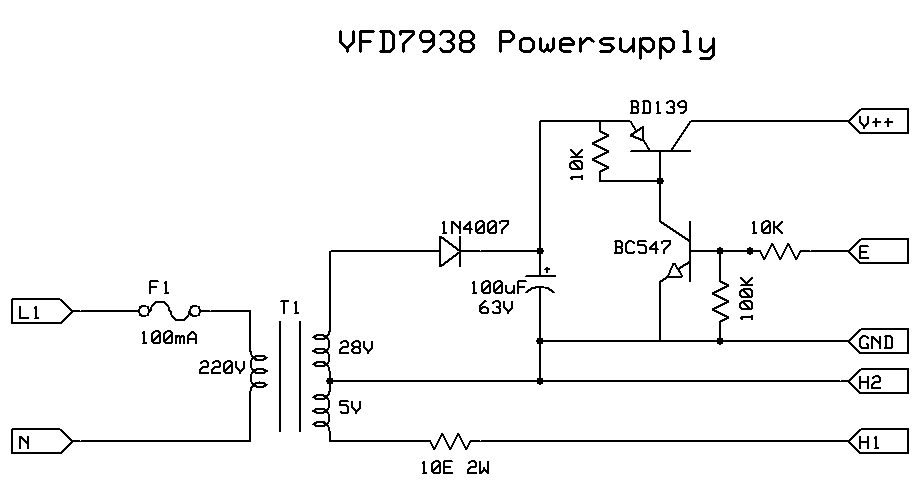 VFD7938 Powersupply
BD139
V++
10K
1N4007
BC547
10K
E
100uF
+
63V
100K
F1
L1
100mA
T1
28V
GND
220V
H2
5V
N
H1
10E 2W